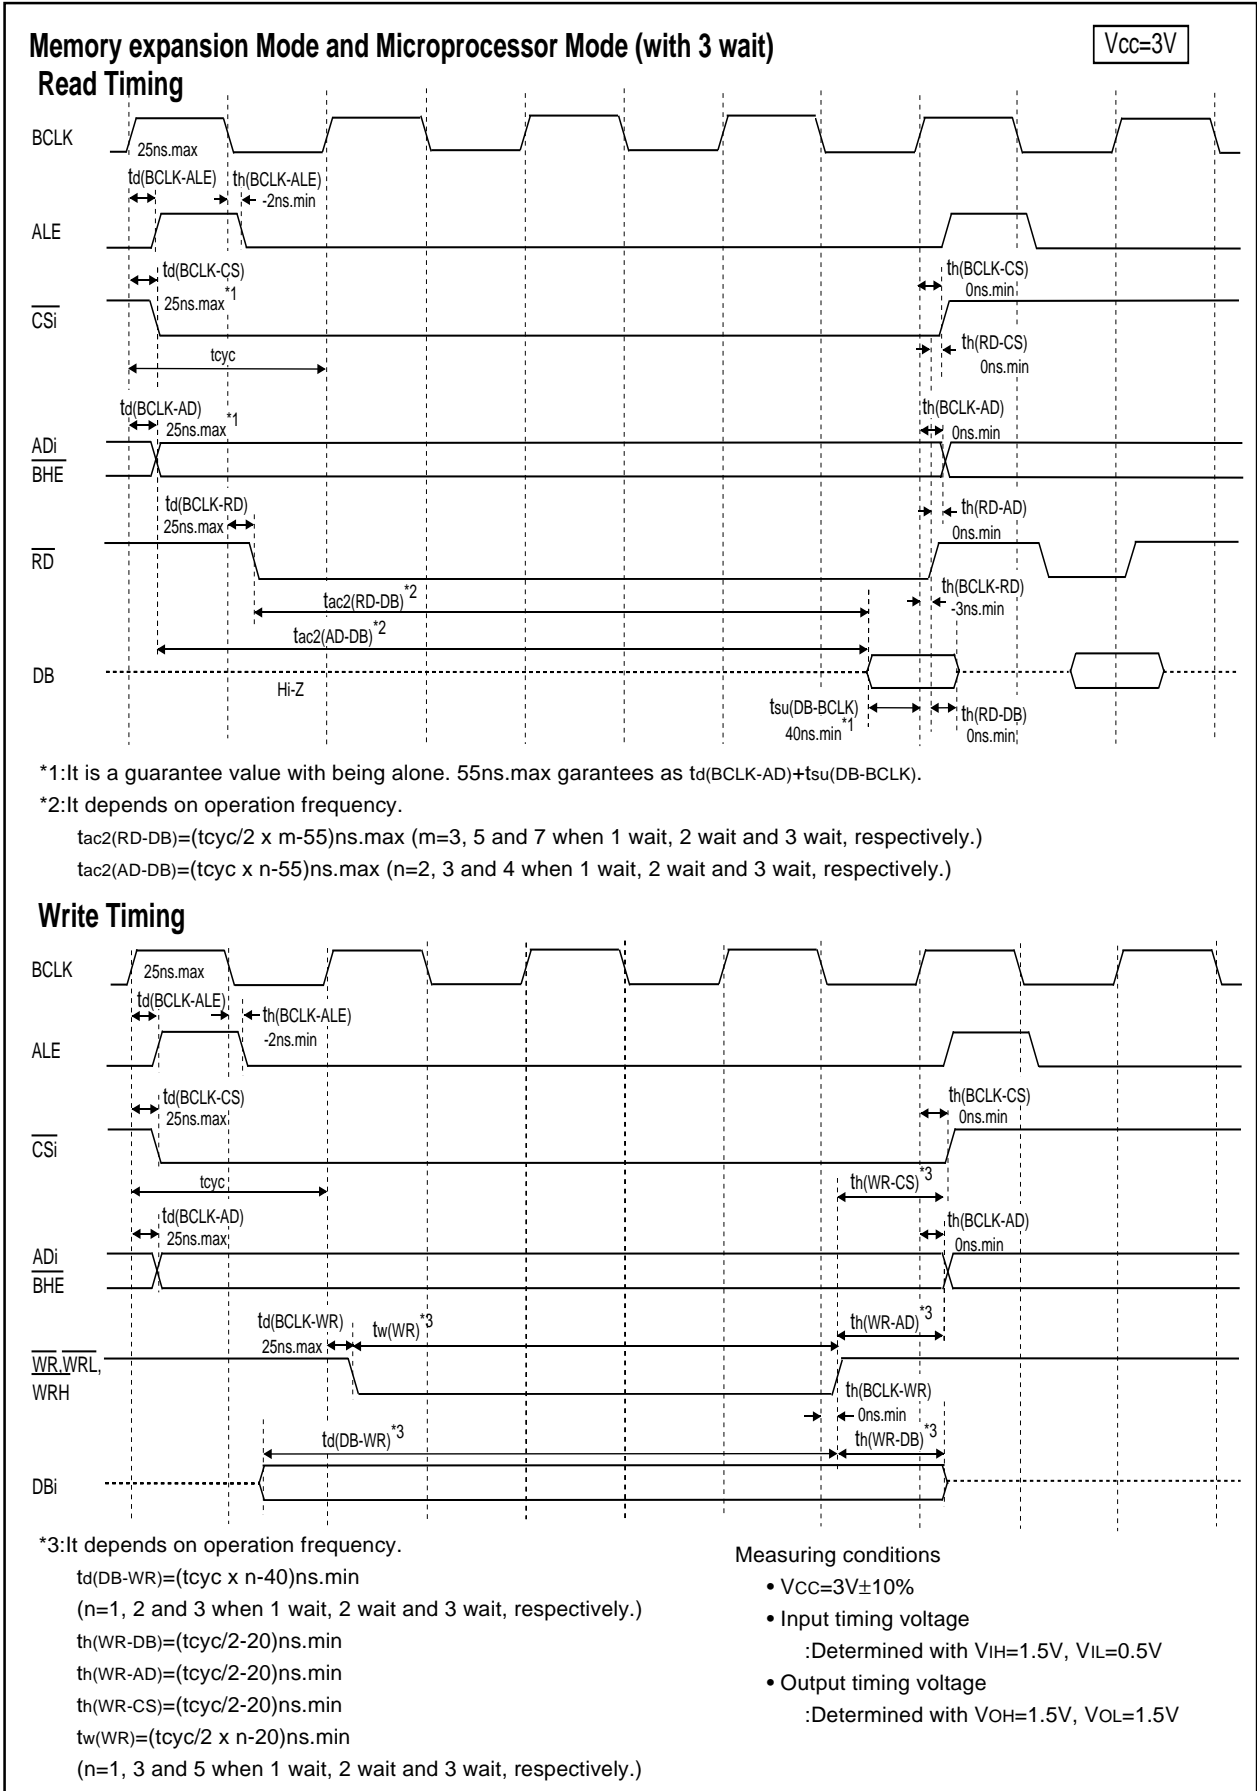 Memory expansion Mode and Microprocessor Mode (with 3 wait)
Vcc=3V
Read Timing
BCLK
25ns.max
td(BCLK-ALE)
th(BCLK-ALE)
-2ns.min
ALE
td(BCLK-CS)
25ns.max*1
th(BCLK-CS)
0ns.min
CSi
tcyc
th(RD-CS)
0ns.min
td(BCLK-AD)
25ns.max*1
th(BCLK-AD)
0ns.min
ADi
BHE
td(BCLK-RD)
25ns.max
th(RD-AD)
0ns.min
RD
tac2(RD-DB)*2
th(BCLK-RD)
-3ns.min
tac2(AD-DB)*2
DB
Hi-Z
tsu(DB-BCLK)
40ns.min*1
th(RD-DB)
0ns.min
*1:It is a guarantee value with being alone. 55ns.max garantees as td(BCLK-AD)+tsu(DB-BCLK).
*2:It depends on operation frequency.
tac2(RD-DB)=(tcyc/2 x m-55)ns.max (m=3, 5 and 7 when 1 wait, 2 wait and 3 wait, respectively.)
tac2(AD-DB)=(tcyc x n-55)ns.max (n=2, 3 and 4 when 1 wait, 2 wait and 3 wait, respectively.)
Write Timing
BCLK
25ns.max
td(BCLK-ALE)
th(BCLK-ALE)
-2ns.min
ALE
td(BCLK-CS)
25ns.max
th(BCLK-CS)
0ns.min
CSi
tcyc
th(WR-CS)*3
td(BCLK-AD)
25ns.max
th(BCLK-AD)
0ns.min
ADi
BHE
td(BCLK-WR)
25ns.max
tw(WR)*3
th(WR-AD)*3
WR,WRL,
WRH
th(BCLK-WR)
0ns.min
td(DB-WR)*3
th(WR-DB)*3
DBi
*3:It depends on operation frequency.
td(DB-WR)=(tcyc x n-40)ns.min
(n=1, 2 and 3 when 1 wait, 2 wait and 3 wait, respectively.)
th(WR-DB)=(tcyc/2-20)ns.min
th(WR-AD)=(tcyc/2-20)ns.min
th(WR-CS)=(tcyc/2-20)ns.min
tw(WR)=(tcyc/2 x n-20)ns.min
(n=1, 3 and 5 when 1 wait, 2 wait and 3 wait, respectively.)
Measuring conditions
• VCC=3V±10%
• Input timing voltage
:Determined with VIH=1.5V, VIL=0.5V
• Output timing voltage
:Determined with VOH=1.5V, VOL=1.5V